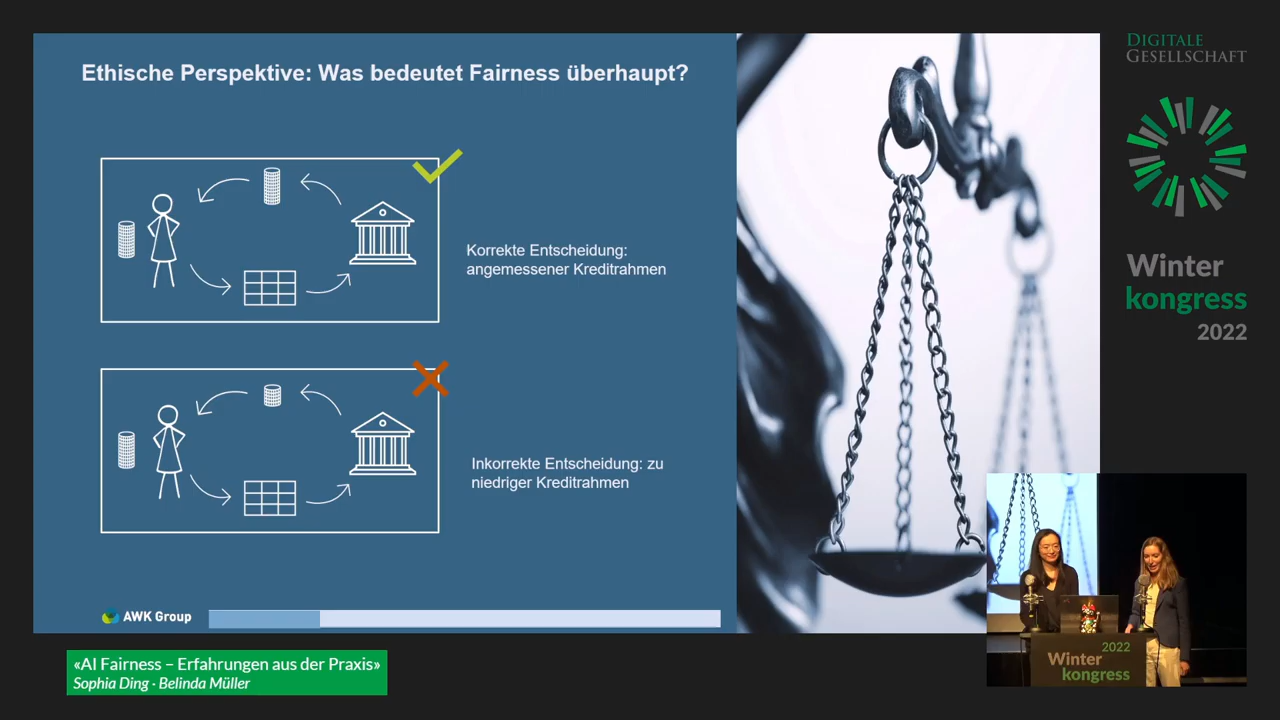 Ethische Perspektive: Was bedeutet Fairness überhaupt?
Korrekte Entscheidung:
angemessener Kreditrahmen
Inkorrekte Entscheidung: zu
niedriger Kreditrahmen
AWK Group
«AI Fairness – Erfahrungen aus der Praxis»
Sophia Ding · Belinda Müller
DIGITALE
GESELLSCHAFT
Winter
kongress
2022
2022
Winter
kongress